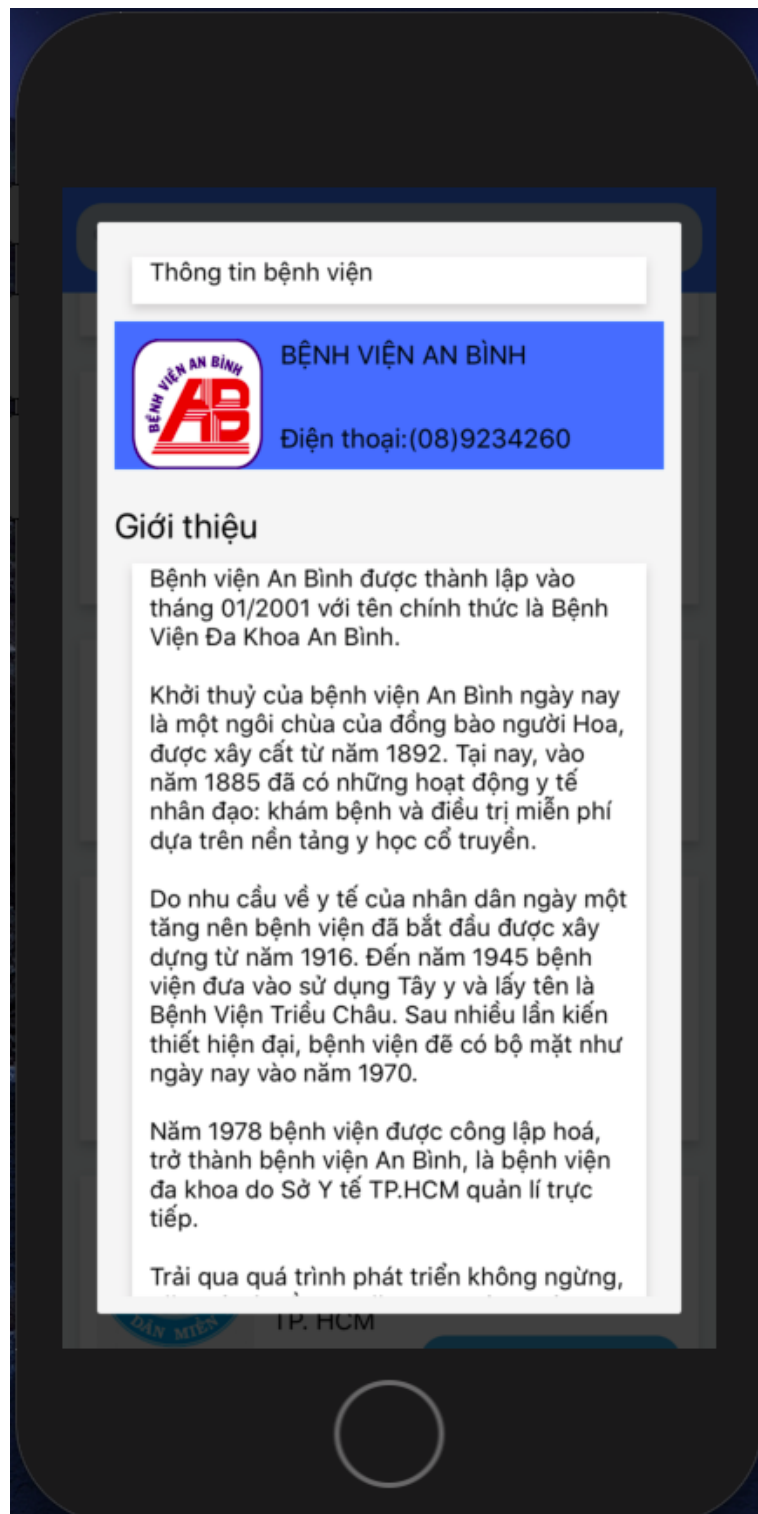 Thông tin bệnh viện
BỆNH VIỆN AN BÌNH
AB
BỆNH VIỆN AN BÌNH
Điện thoại:(08)9234260
Giới thiệu
Bệnh viện An Bình được thành lập vào
tháng 01/2001 với tên chính thức là Bệnh
Viện Đa Khoa An Bình.
Khởi thuỷ của bệnh viện An Bình ngày nay
là một ngôi chùa của đồng bào người Hoa,
được xây cất từ năm 1892. Tại nay, vào
năm 1885 đã có những hoạt động y tế
nhân đạo: khám bệnh và điều trị miễn phí
dựa trên nền tảng y học cổ truyền.
Do nhu cầu về y tế của nhân dân ngày một
tăng nên bệnh viện đã bắt đầu được xây
dựng từ năm 1916. Đến năm 1945 bệnh
viện đưa vào sử dụng Tây y và lấy tên là
Bệnh Viện Triều Châu. Sau nhiều lần kiến
thiết hiện đại, bệnh viện đẽ có bộ mặt như
ngày nay vào năm 1970.
Năm 1978 bệnh viện được công lập hoá,
trở thành bệnh viện An Bình, là bệnh viện
đa khoa do Sở Y tế TP.HCM quản lí trực
tiếp.
Trải qua quá trình phát triển không ngừng,
DÂN MIỀN
TP. HCM